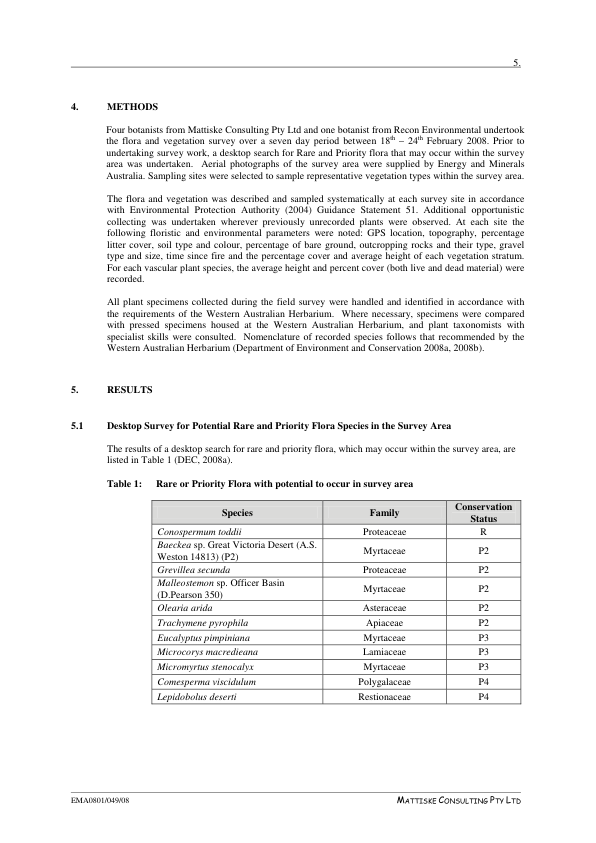 5.
4. METHODS
Four botanists from Mattiske Consulting Pty Ltd and one botanist from Recon Environmental undertook
the flora and vegetation survey over a seven day period between 18th – 24th February 2008. Prior to
undertaking survey work, a desktop search for Rare and Priority flora that may occur within the survey
area was undertaken. Aerial photographs of the survey area were supplied by Energy and Minerals
Australia. Sampling sites were selected to sample representative vegetation types within the survey area.
The flora and vegetation was described and sampled systematically at each survey site in accordance
with Environmental Protection Authority (2004) Guidance Statement 51. Additional opportunistic
collecting was undertaken wherever previously unrecorded plants were observed. At each site the
following floristic and environmental parameters were noted: GPS location, topography, percentage
litter cover, soil type and colour, percentage of bare ground, outcropping rocks and their type, gravel
type and size, time since fire and the percentage cover and average height of each vegetation stratum.
For each vascular plant species, the average height and percent cover (both live and dead material) were
recorded.
All plant specimens collected during the field survey were handled and identified in accordance with
the requirements of the Western Australian Herbarium. Where necessary, specimens were compared
with pressed specimens housed at the Western Australian Herbarium, and plant taxonomists with
specialist skills were consulted. Nomenclature of recorded species follows that recommended by the
Western Australian Herbarium (Department of Environment and Conservation 2008a, 2008b).
5. RESULTS
5.1 Desktop Survey for Potential Rare and Priority Flora Species in the Survey Area
The results of a desktop search for rare and priority flora, which may occur within the survey area, are
listed in Table 1 (DEC, 2008a).
Table 1: Rare or Priority Flora with potential to occur in survey area
Species Family Conservation
Status
Conospermum toddii Proteaceae R
Baeckea sp. Great Victoria Desert (A.S.
Weston 14813) (P2) Myrtaceae P2
Grevillea secunda Proteaceae P2
Malleostemon sp. Officer Basin
(D.Pearson 350) Myrtaceae P2
Olearia arida Asteraceae P2
Trachymene pyrophila Apiaceae P2
Eucalyptus pimpiniana Myrtaceae P3
Microcorys macredieana Lamiaceae P3
Micromyrtus stenocalyx Myrtaceae P3
Comesperma viscidulum Polygalaceae P4
Lepidobolus deserti Restionaceae P4
EMA0801/049/08 MATTISKE CONSULTING PTY LTD